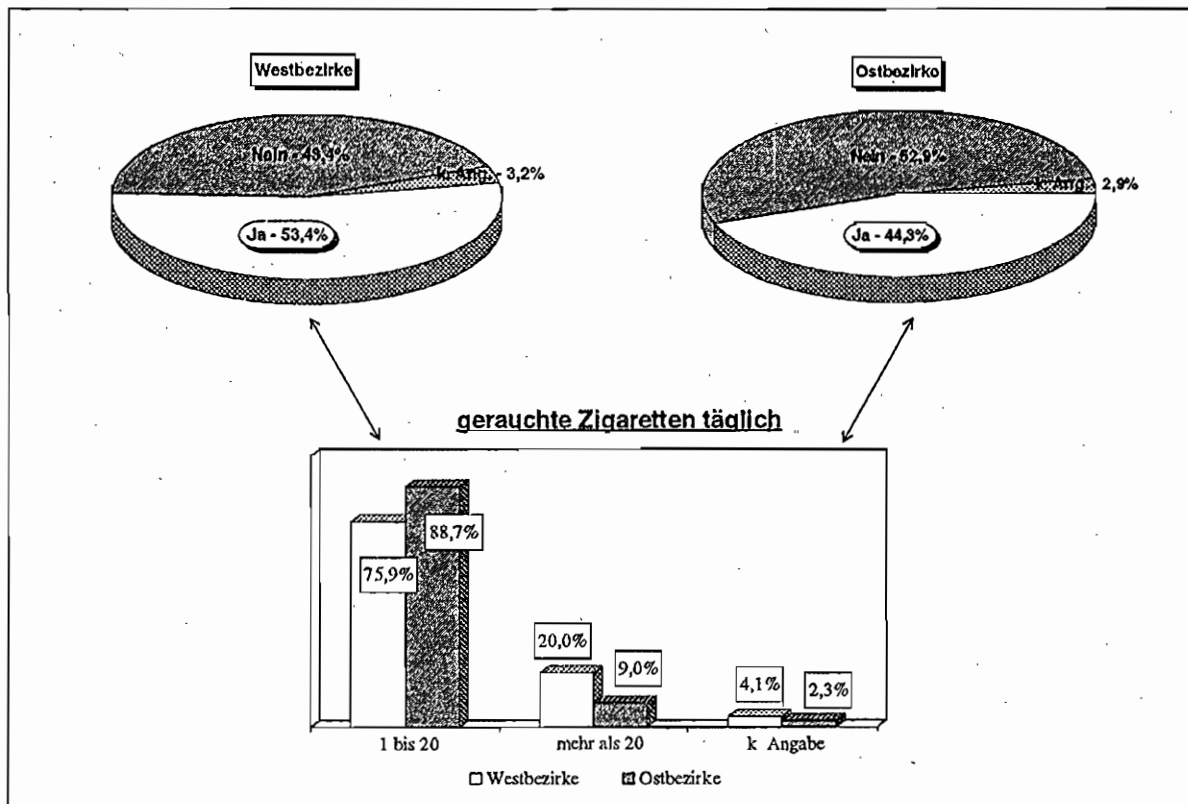 Westbezirke
Ostbezirke
Nein - 43,4%
k. Ang. - 3,2%
Ja - 53,4%
Nein - 52,9%
k. Ang. 2,9%
Ja - 44,3%
gerauchte Zigaretten täglich
88,7%
75,9%
20,0%
9,0%
4,1%
2,3%
1 bis 20
mehr als 20
k Angabe
Westbezirke
Ostbezirke